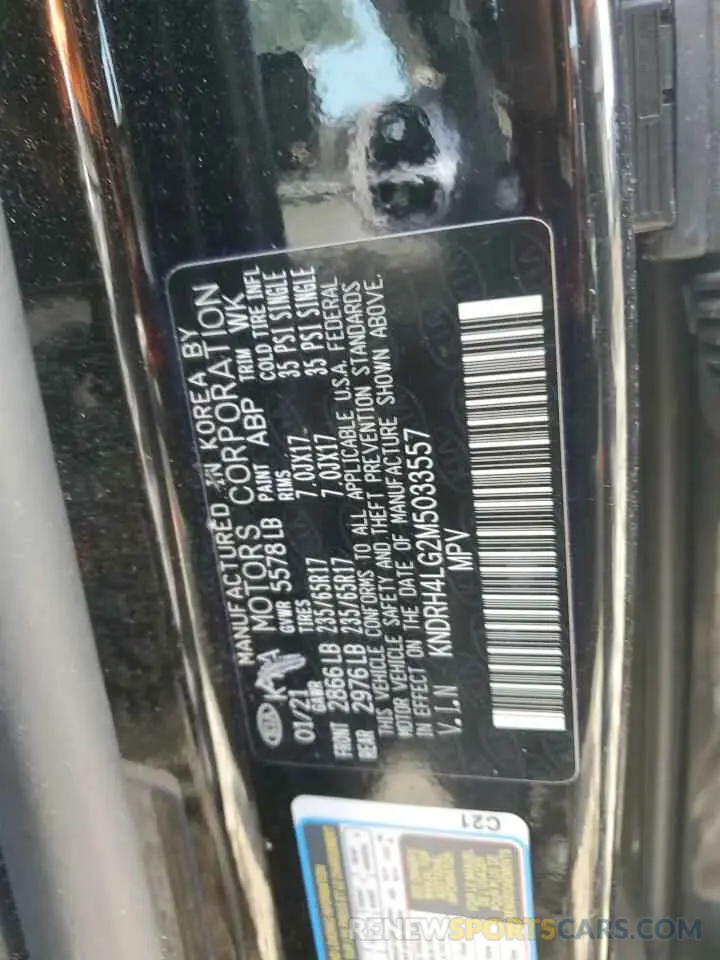 MANUFACTURED IN KOREA BY
KIA MOTORS CORPORATION
01/21 GVWR 5578LB PAINT ABP TRIM WK
GAWR TIRES RIMS COLD TIRE INFL
FRONT 2866LB 235/65R17 7.0JX17 35 PSI SINGLE
REAR 2976LB 235/65R17 7.0JX17 35 PSI SINGLE
THIS VEHICLE CONFORMS TO ALL APPLICABLE U.S.A. FEDERAL
MOTOR VEHICLE SAFETY AND THEFT PREVENTION STANDARDS
IN EFFECT ON THE DATE OF MANUFACTURE SHOWN ABOVE.
V.I.N KNDRH4LG2M5033557
MPV
C21
RENEWSPORTSCARS.COM